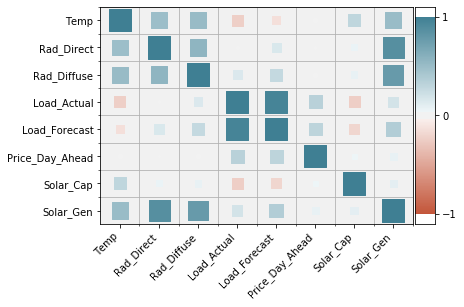 Temp
Rad_Direct
Rad_Diffuse
Load_Actual
Load_Forecast
Price_Day_Ahead
Solar_Cap
Solar_Gen
1
0
−1
Temp
Rad_Direct
Rad_Diffuse
Load_Actual
Load_Forecast
Price_Day_Ahead
Solar_Cap
Solar_Gen